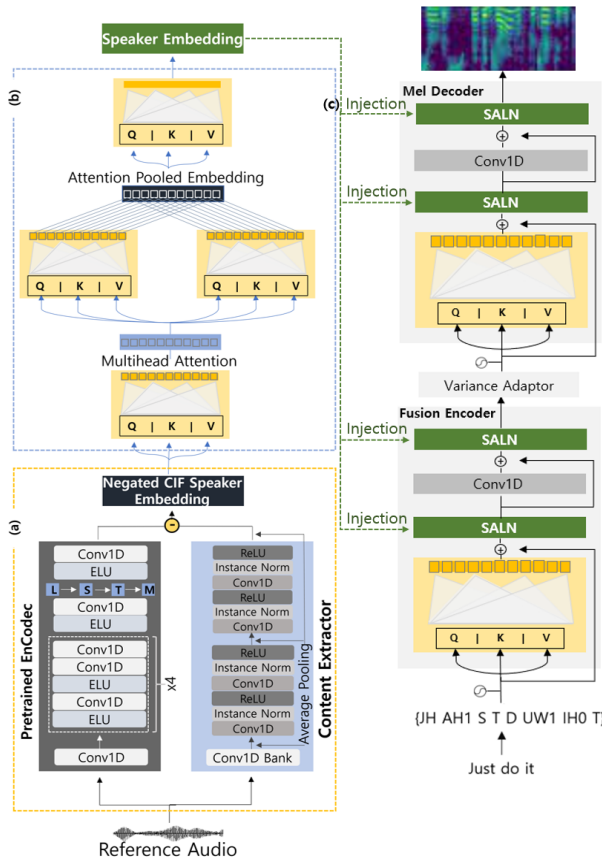 Speaker Embedding
(b)
Q | K | V
Attention Pooled Embedding
Q | K | V
Q | K | V
Multihead Attention
Q | K | V
(a)
Negated CIF Speaker
Embedding
-
Pretrained EnCodec
Conv1D
ELU
L
S
T
M
Conv1D
ELU
Conv1D
Conv1D
ELU
Conv1D
ELU
x4
Conv1D
Content Extractor
Average Pooling
ReLU
Instance Norm
Conv1D
ReLU
Instance Norm
Conv1D
ReLU
Instance Norm
Conv1D
ReLU
Instance Norm
Conv1D
Conv1D Bank
Reference Audio
(c)
Injection
Mel Decoder
SALN
+
Conv1D
Injection
SALN
+
Q | K | V
Variance Adaptor
Fusion Encoder
Injection
SALN
+
Conv1D
Injection
SALN
+
Q | K | V
{JH AH1 S T D UW1 IH0 T}
Just do it